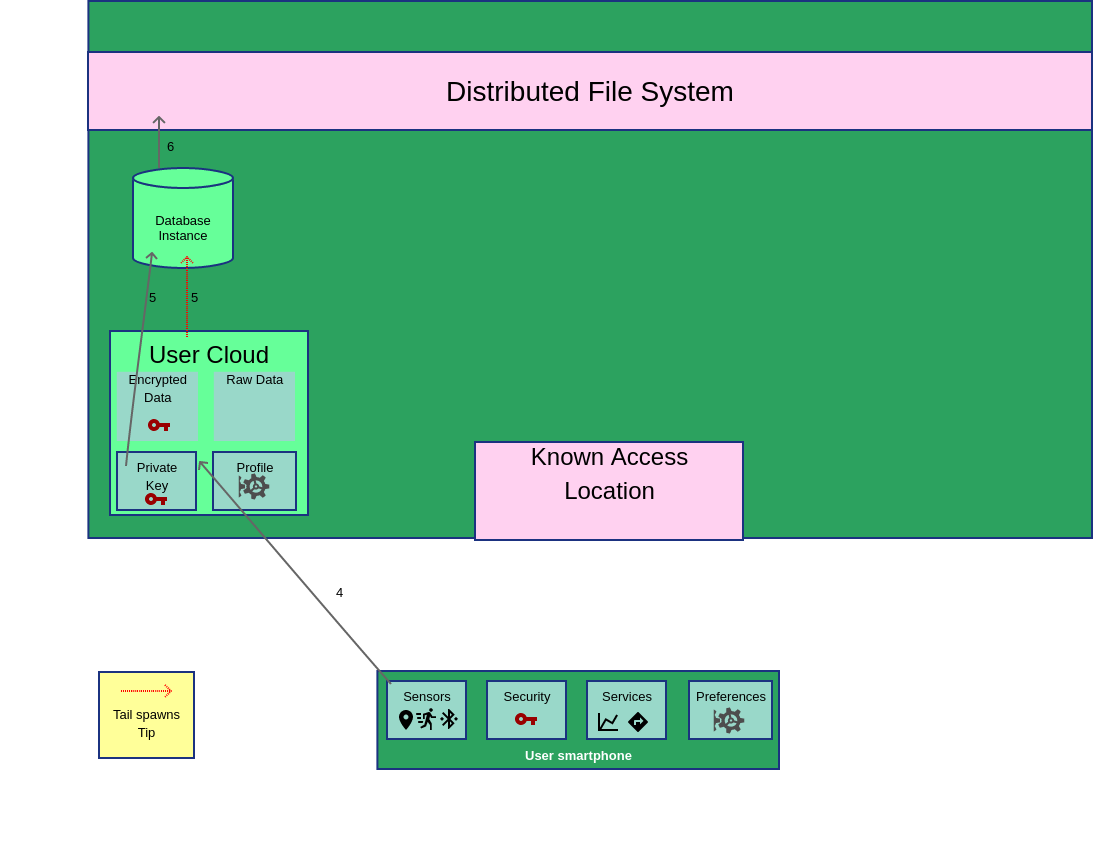 Distributed File System
6
Database
Instance
5
5
User Cloud
Encrypted
Data
Raw Data
Private
Key
Profile
Known Access
Location
4
Tail spawns
Tip
Sensors
Security
Services
Preferences
User smartphone